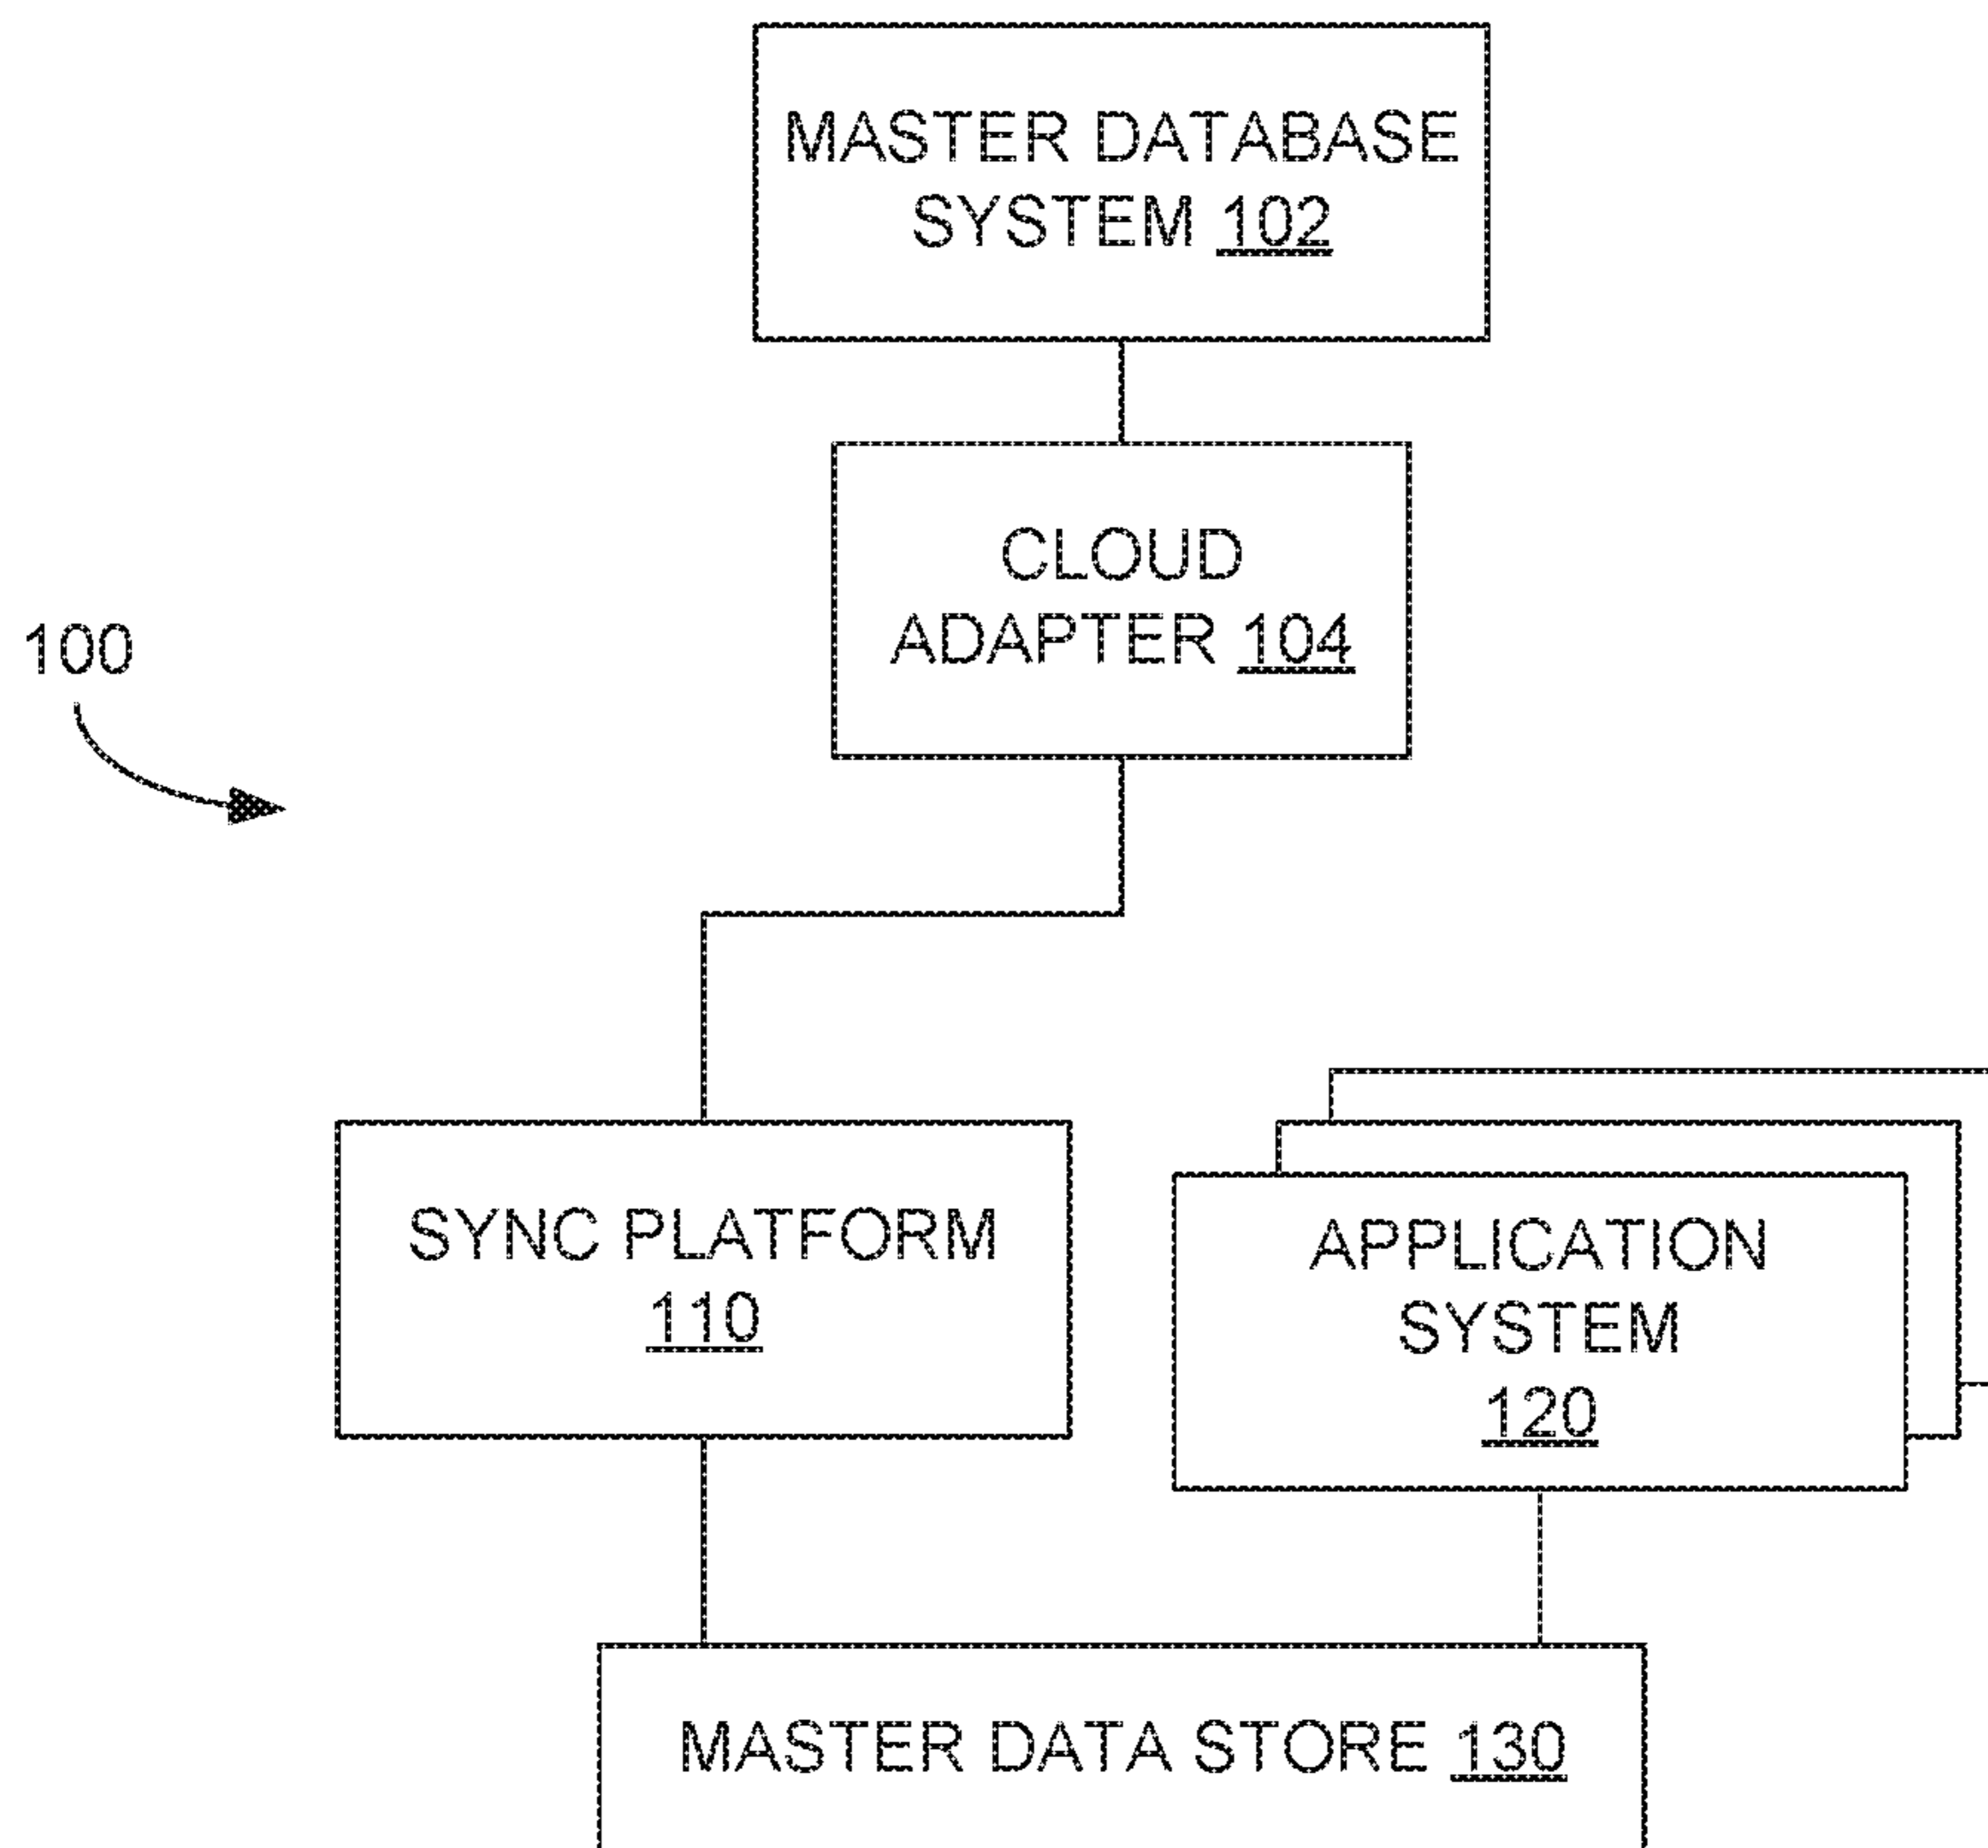 MASTER DATABASE
SYSTEM 102
CLOUD
ADAPTER 104
100
SYNC PLATFORM
110
APPLICATION
SYSTEM
120
MASTER DATA STORE 130